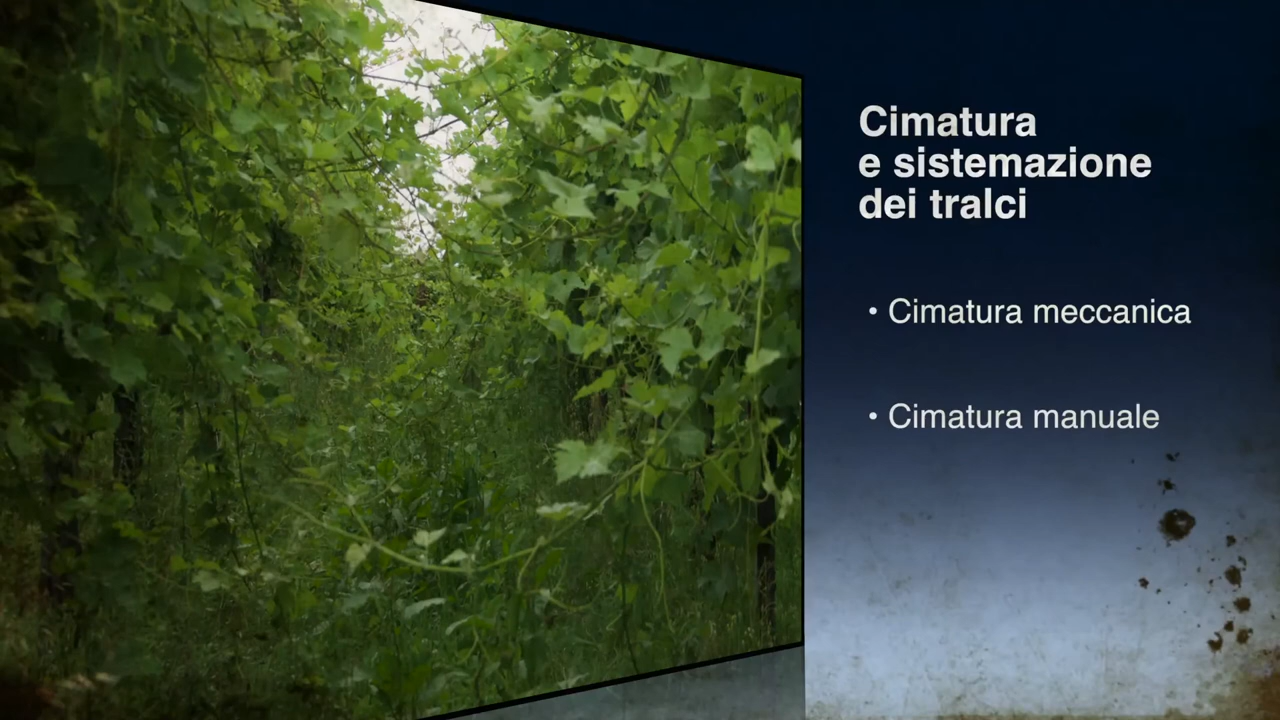 Cimatura
e sistemazione
dei tralci
• Cimatura meccanica
• Cimatura manuale